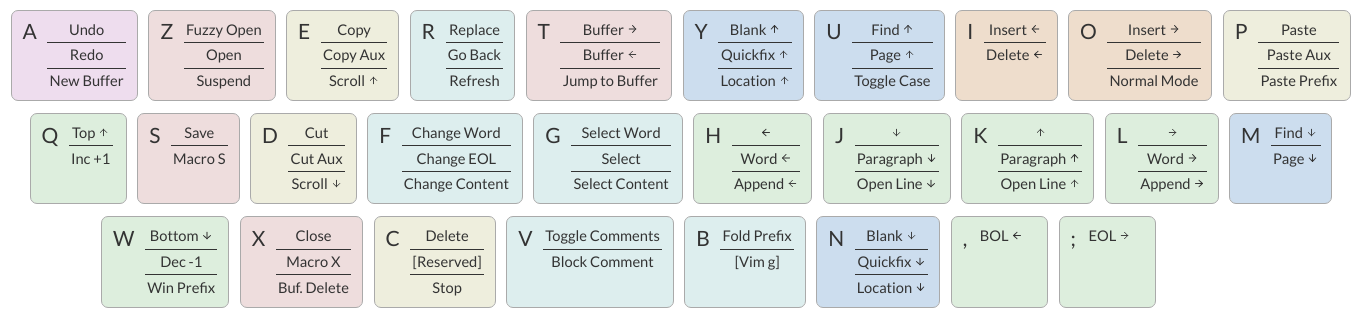 A Undo Z Fuzzy Open E Copy R Replace T Buffer → Y Blank ↑ U Find ↑ I Insert ← O Insert → P Paste
Redo Open Copy Aux Go Back Buffer ← Quickfix ↑ Page ↑ Delete ← Delete → Paste Aux
New Buffer Suspend Scroll ↑ Refresh Jump to Buffer Location ↑ Toggle Case Normal Mode Paste Prefix
Q Top ↑ S Save D Cut F Change Word G Select Word H ← J ↓ K ↑ L → M Find ↓
Inc +1 Macro S Cut Aux Change EOL Select Word ← Paragraph ↓ Paragraph ↑ Word → Page ↓
Scroll ↓ Change Content Select Content Append ← Open Line ↓ Open Line ↑ Append →
W Bottom ↓ X Close C Delete V Toggle Comments B Fold Prefix N Blank ↓ , BOL ← ; EOL →
Dec -1 Macro X [Reserved] Block Comment [Vim g] Quickfix ↓
Win Prefix Buf. Delete Stop Location ↓